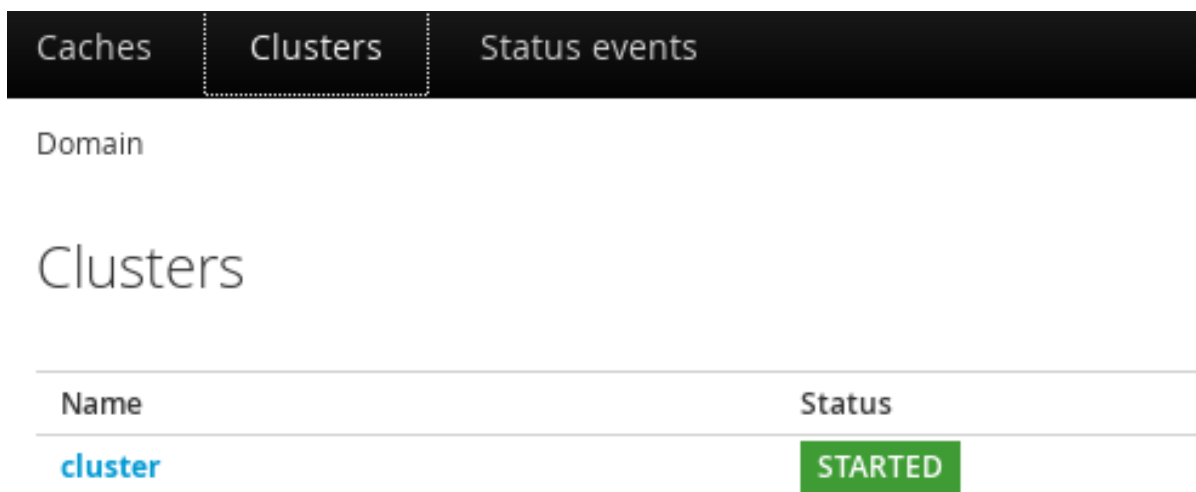 Caches Clusters Status events
Domain
Clusters
Name Status
cluster STARTED